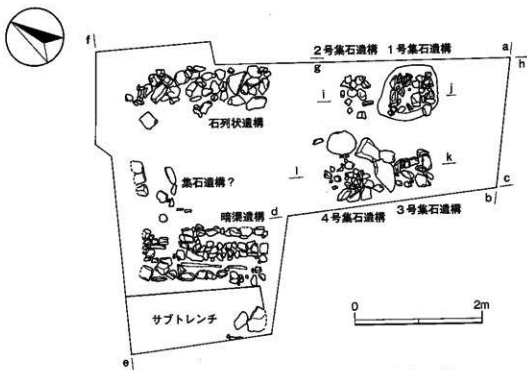 f
2号集石遺構 1号集石遺構 a
g h
i j
石列状遺構
集石遺構? l k
暗渠遺構 d c
4号集石遺構 3号集石遺構 b
サブトレンチ
0 2m
e